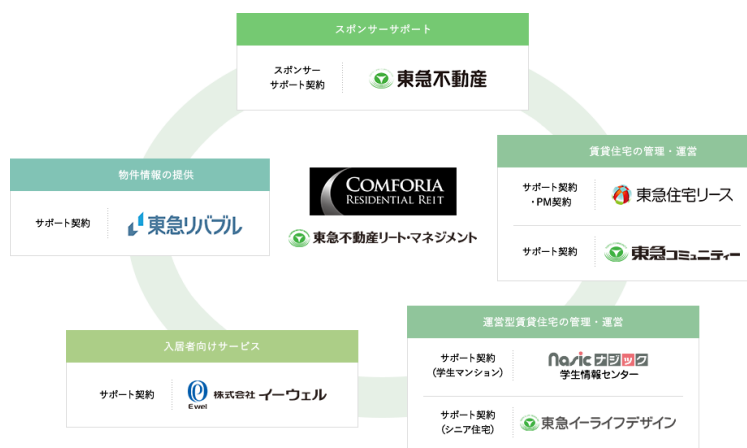 スポンサーサポート
スポンサー
サポート契約
東急不動産
物件情報の提供
サポート契約
東急リバブル
COMFORIA
RESIDENTIAL REIT
東急不動産リート・マネジメント
賃貸住宅の管理・運営
サポート契約
・PM契約
東急住宅リース
サポート契約
東急コミュニティー
入居者向けサービス
サポート契約
Ewel
株式会社 イーウェル
運営型賃貸住宅の管理・運営
サポート契約
(学生マンション)
Nasic ナジック
学生情報センター
サポート契約
(シニア住宅)
東急イーライフデザイン